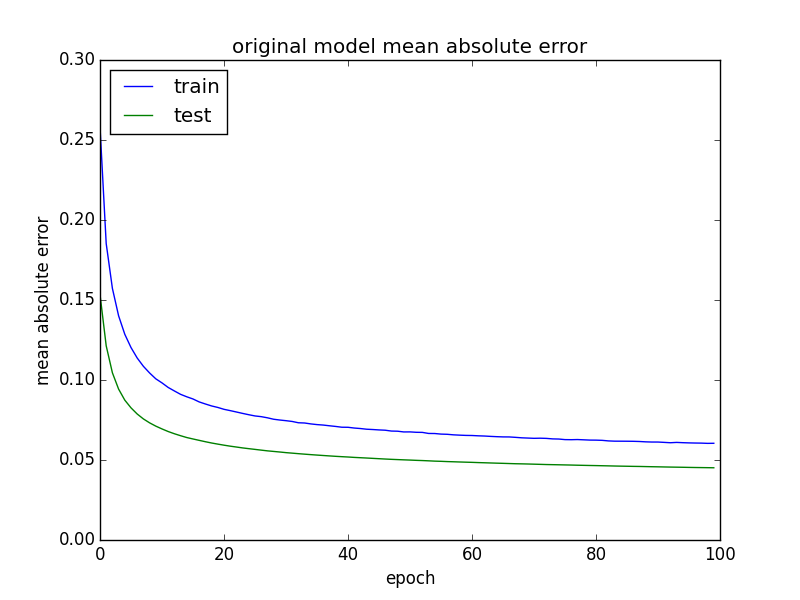 original model mean absolute error
train
test
mean absolute error
0.30
0.25
0.20
0.15
0.10
0.05
0.00
0
20
40
60
80
100
epoch